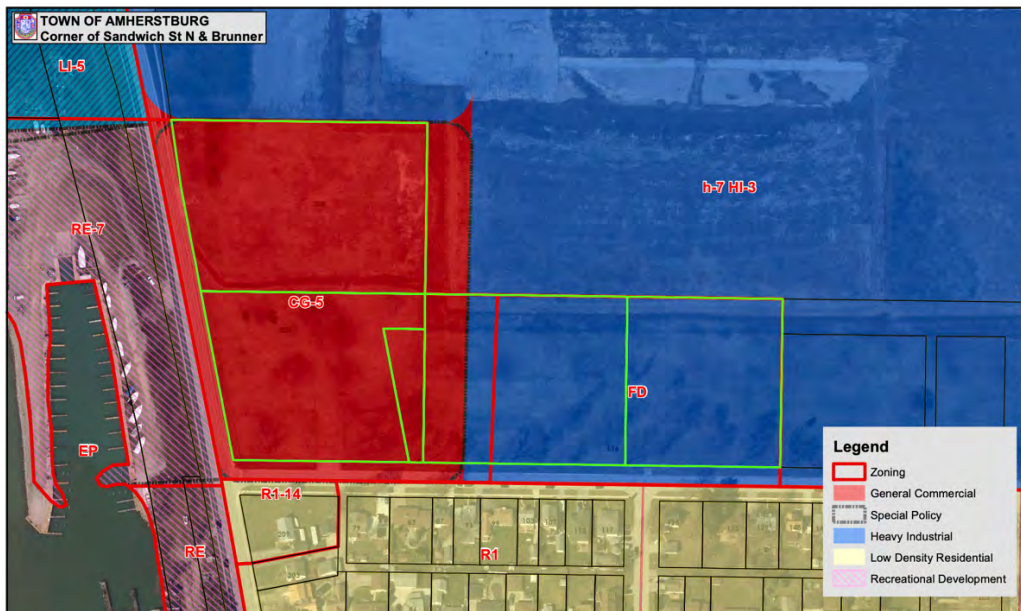 TOWN OF AMHERSTBURG
Corner of Sandwich St N & Brunner
LI-5
h-7 HI-3
RE-7
CG-5
FD
EP
R1-14
RE
R1
Legend
Zoning
General Commercial
Special Policy
Heavy Industrial
Low Density Residential
Recreational Development